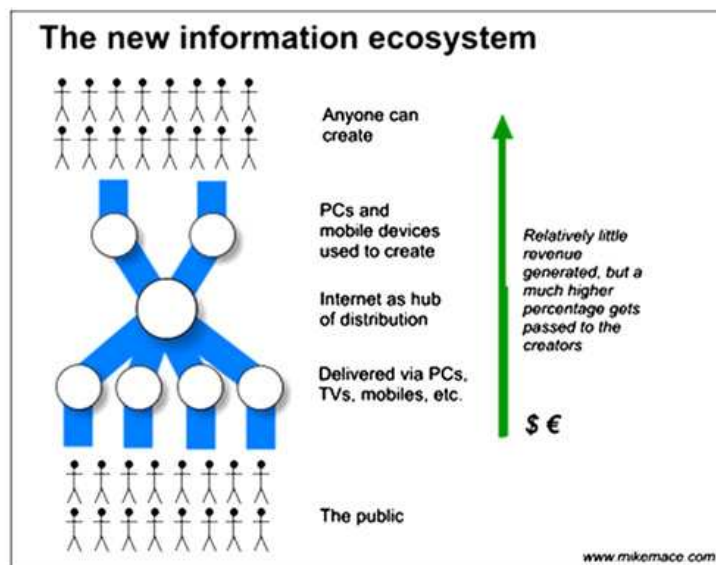 The new information ecosystem
Anyone can
create
PCs and
mobile devices
used to create
Internet as hub
of distribution
Delivered via PCs,
TVs, mobiles, etc.
The public
Relatively little
revenue
generated, but a
much higher
percentage gets
passed to the
creators
$ €
www.mikemace.com